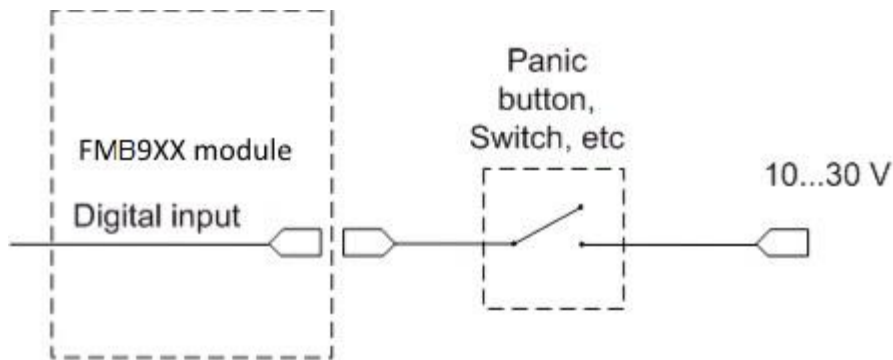 Panic
button,
Switch, etc
FMB9XX module
10...30 V
Digital input